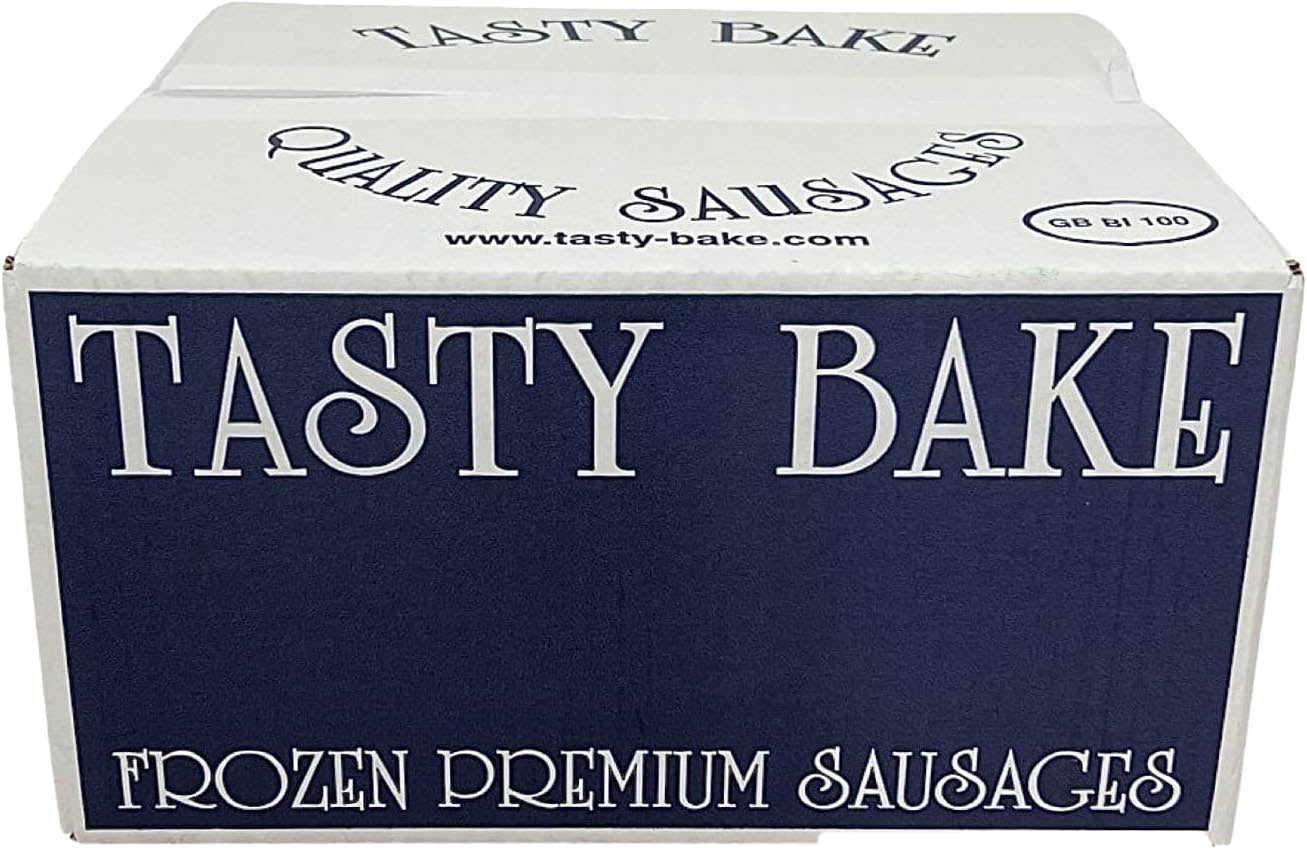 TASTY BAKE
QUALITY SAUSAGES
www.tasty-bake.com
GB BI 100
TASTY BAKE
FROZEN PREMIUM SAUSAGES